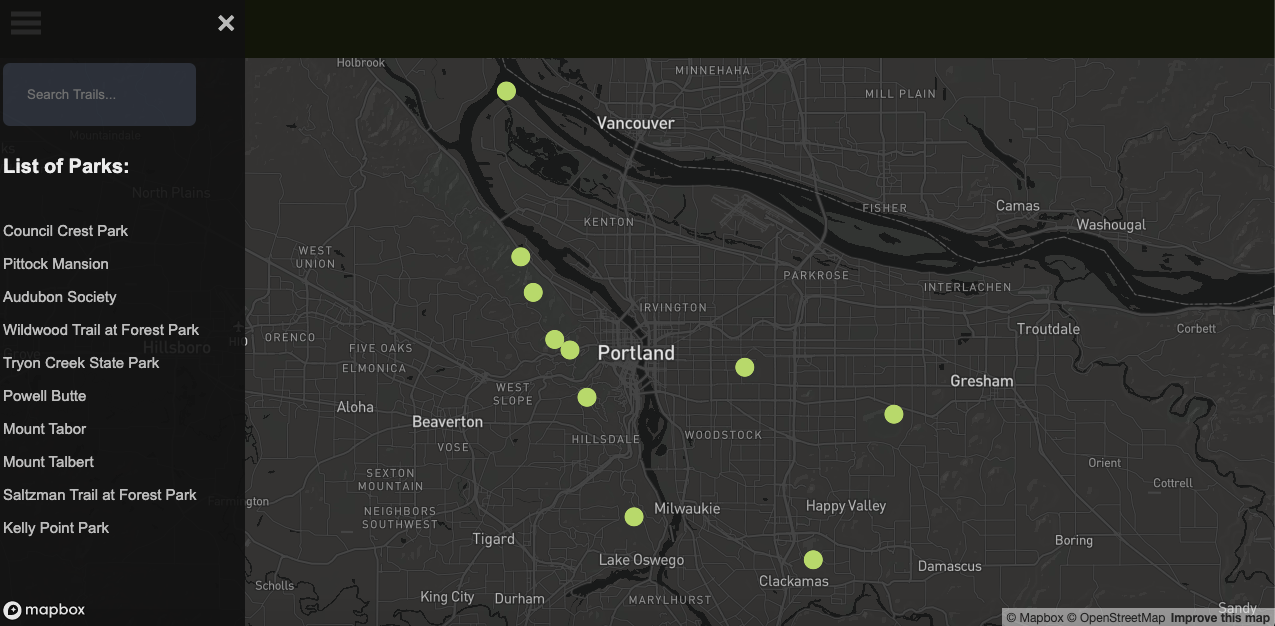 Search Trails...
Mountaindale
ks
List of Parks:
North Plains
Council Crest Park
Pittock Mansion
Audubon Society
Wildwood Trail at Forest Park
Hillsboro
Tryon Creek State Park
Powell Butte
Mount Tabor
Mount Talbert
Saltzman Trail at Forest Park
Farmington
Kelly Point Park
mapbox
Holbrook
MINNEHAHA
MILL PLAIN
Vancouver
Camas
FISHER
Washougal
KENTON
WEST
UNION
PARKROSE
INTERLACHEN
IRVINGTON
Troutdale
Corbett
ORENCO
FIVE OAKS
Portland
ELMONICA
Gresham
WEST
SLOPE
Aloha
Beaverton
HILLSDALE
WOODSTOCK
VOSE
Orient
SEXTON
MOUNTAIN
Cottrell
NEIGHBORS
SOUTHWEST
Milwaukie
Happy Valley
Tigard
Boring
Lake Oswego
Damascus
Clackamas
Scholls
King City
Durham
MARYLHURST
Sandy
© Mapbox © OpenStreetMap Improve this map